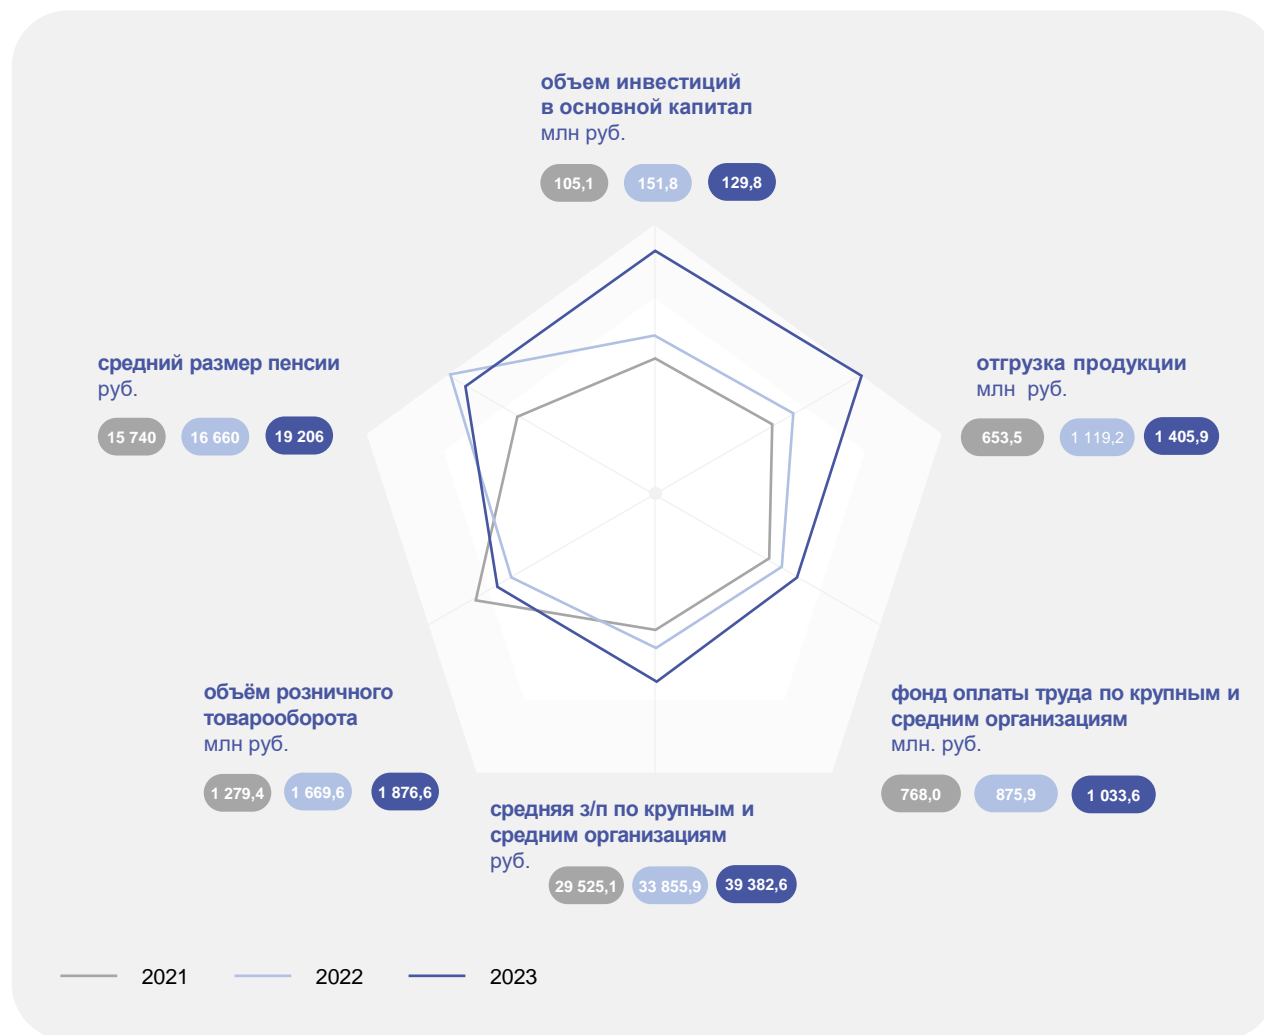 объем инвестиций
в основной капитал
млн руб.
105,1 151,8 129,8
средний размер пенсии
руб.
15 740 16 660 19 206
отгрузка продукции
млн руб.
653,5 1 119,2 1 405,9
объём розничного
товарооборота
млн руб.
1 279,4 1 669,6 1 876,6
средняя з/п по крупным и
средним организациям
руб.
29 525,1 33 855,9 39 382,6
фонд оплаты труда по крупным и
средним организациям
млн. руб.
768,0 875,9 1 033,6
2021 2022 2023